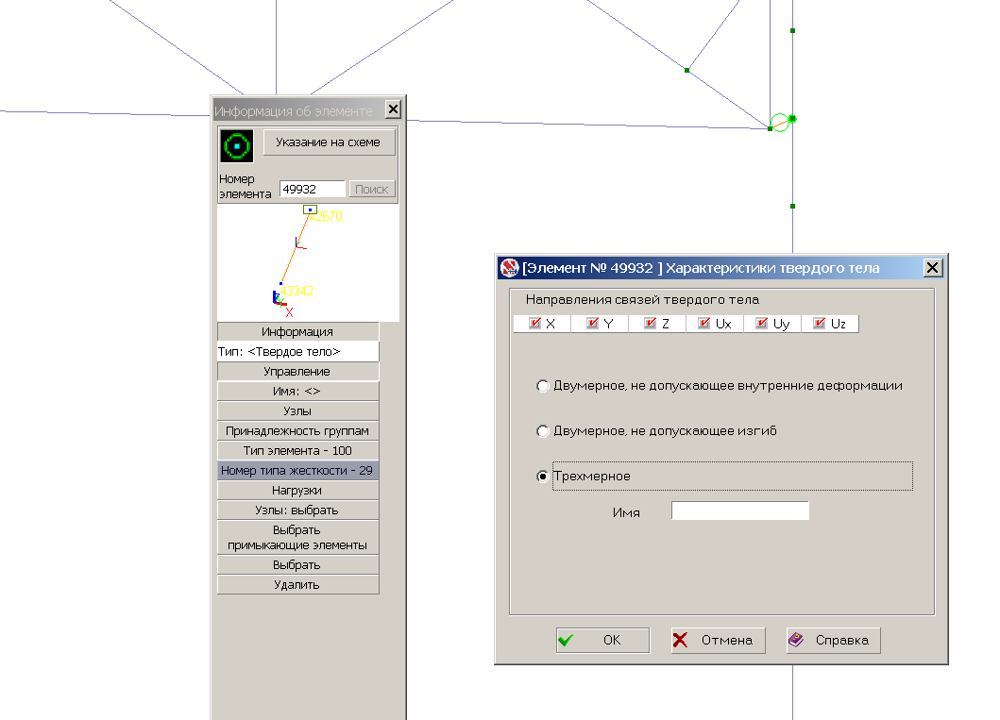 Информация об элементе
Указание на схеме
Номер
элемента
49932
Поиск
42670
43342
X
Информация
Тип: <Твердое тело>
Управление
Имя: <>
Узлы
Принадлежность группам
Тип элемента - 100
Номер типа жесткости - 29
Нагрузки
Узлы: выбрать
Выбрать
примыкающие элементы
Выбрать
Удалить
[Элемент № 49932 ] Характеристики твердого тела
Направления связей твердого тела
X Y Z Ux Uy Uz
Двумерное, не допускающее внутренние деформации
Двумерное, не допускающее изгиб
Трехмерное
Имя
OK Отмена Справка